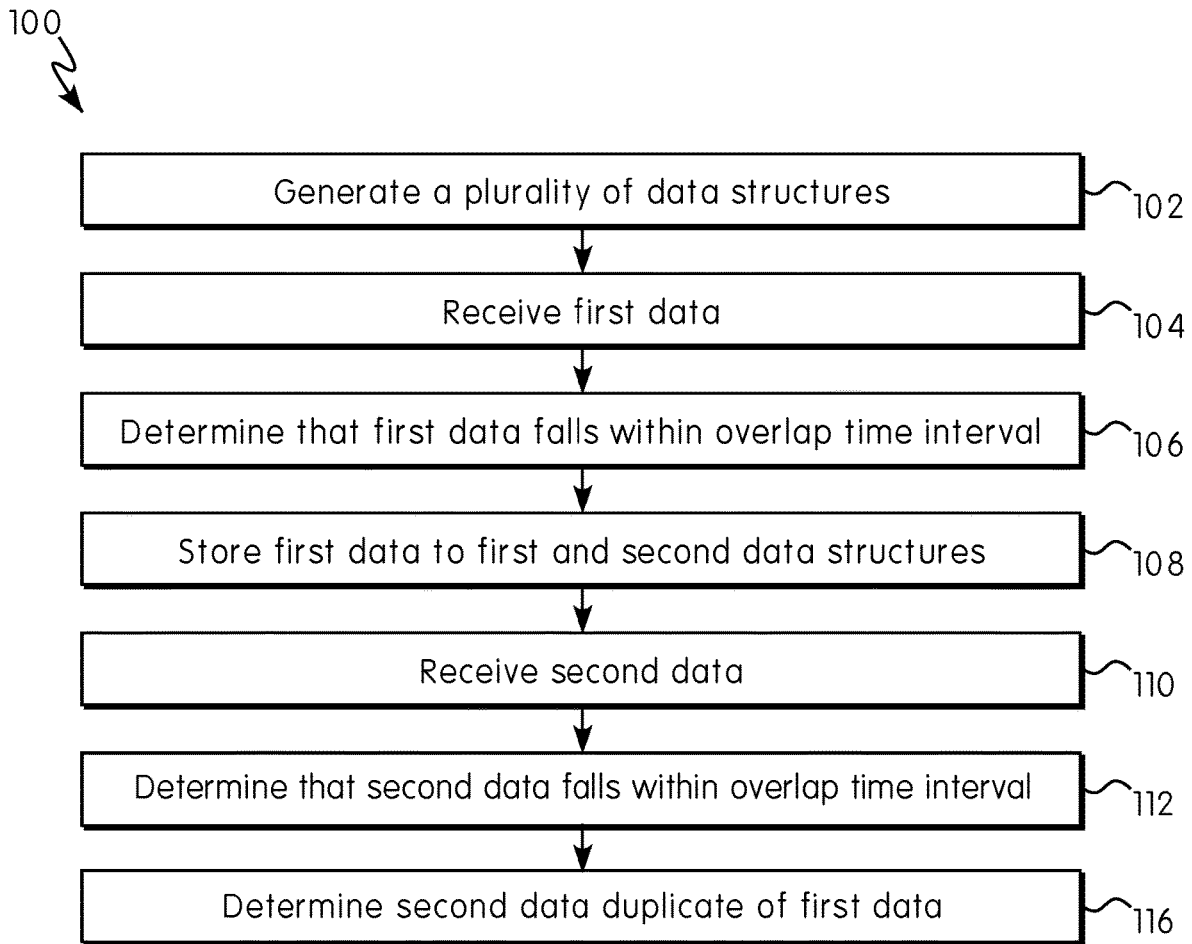 100
Generate a plurality of data structures
102
Receive first data
104
Determine that first data falls within overlap time interval
106
Store first data to first and second data structures
108
Receive second data
110
Determine that second data falls within overlap time interval
112
Determine second data duplicate of first data
116